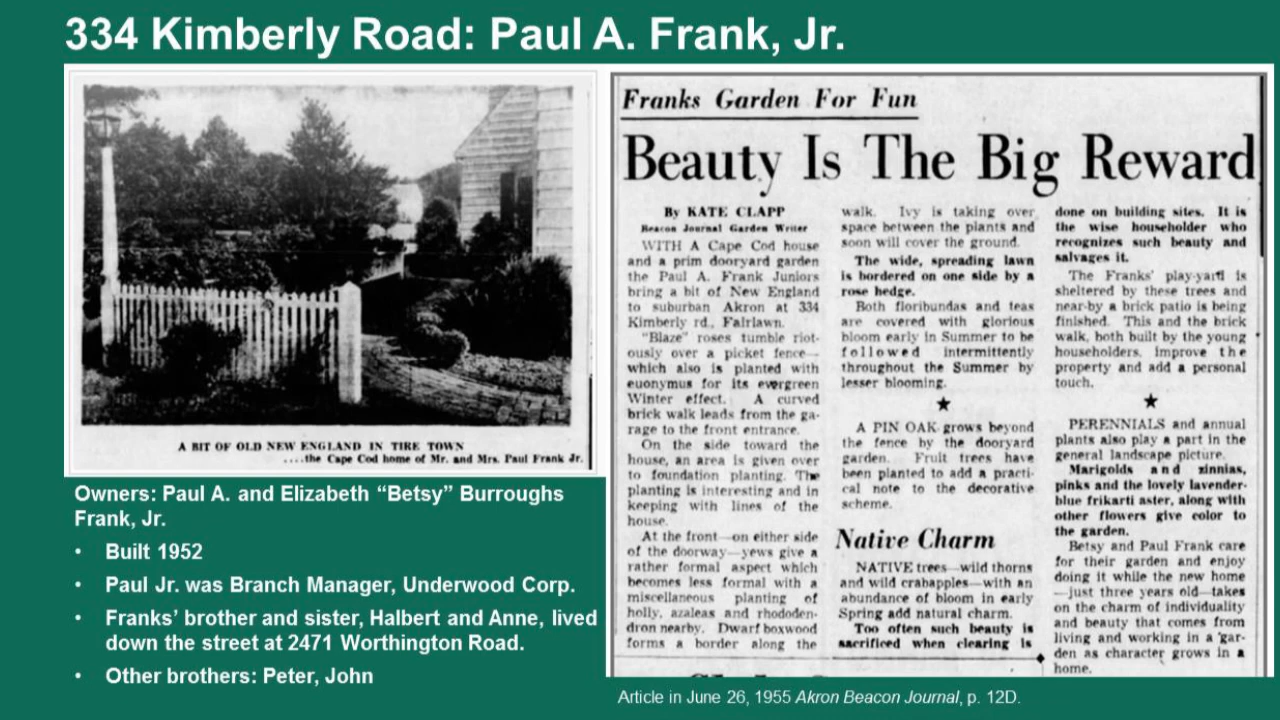 334 Kimberly Road: Paul A. Frank, Jr.
A BIT OF OLD NEW ENGLAND IN TIRE TOWN
....the Cape Cod home of Mr. and Mrs. Paul Frank Jr.
Owners: Paul A. and Elizabeth “Betsy” Burroughs
Frank, Jr.
• Built 1952
• Paul Jr. was Branch Manager, Underwood Corp.
• Franks’ brother and sister, Halbert and Anne, lived
down the street at 2471 Worthington Road.
• Other brothers: Peter, John
Franks Garden For Fun
Beauty Is The Big Reward
By KATE CLAPP
Beacon Journal Garden Writer
WITH A Cape Cod house
and a prim dooryard garden
the Paul A. Frank Juniors
bring a bit of New England
to suburban Akron at 334
Kimberly rd., Fairlawn.
"Blaze" roses tumble riot-
ously over a picket fence—
which also is planted with
euonymus for its evergreen
Winter effect. A curved
brick walk leads from the ga-
rage to the front entrance.
On the side toward the
house, an area is given over
to foundation planting. The
planting is interesting and in
keeping with lines of the
house.
At the front—on either side
of the doorway—yews give a
rather formal aspect which
becomes less formal with a
miscellaneous planting of
holly, azaleas and rhododen-
dron nearby. Dwarf boxwood
forms a border along the
walk. Ivy is taking over
space between the plants and
soon will cover the ground.
The wide, spreading lawn
is bordered on one side by a
rose hedge.
Both floribundas and teas
are covered with glorious
bloom early in Summer to be
followed intermittently
throughout the Summer by
lesser blooming.
★
A PIN OAK grows beyond
the fence by the dooryard
garden. Fruit trees have
been planted to add a practi-
cal note to the decorative
scheme.
Native Charm
NATIVE trees—wild thorns
and wild crabapples—with an
abundance of bloom in early
Spring add natural charm.
Too often such beauty is
sacrificed when clearing is
done on building sites. It is
the wise householder who
recognizes such beauty and
salvages it.
The Franks' play-yard is
sheltered by these trees and
near-by a brick patio is being
finished. This and the brick
walk, both built by the young
householders, improve the
property and add a personal
touch.
★
PERENNIALS and annual
plants also play a part in the
general landscape picture.
Marigolds and zinnias,
pinks and the lovely lavender-
blue frikarti aster, along with
other flowers give color to
the garden.
Betsy and Paul Frank care
for their garden and enjoy
doing it while the new home
—just three years old—takes
on the charm of individuality
and beauty that comes from
living and working in a gar-
den as character grows in a
home.
Article in June 26, 1955 Akron Beacon Journal, p. 12D.